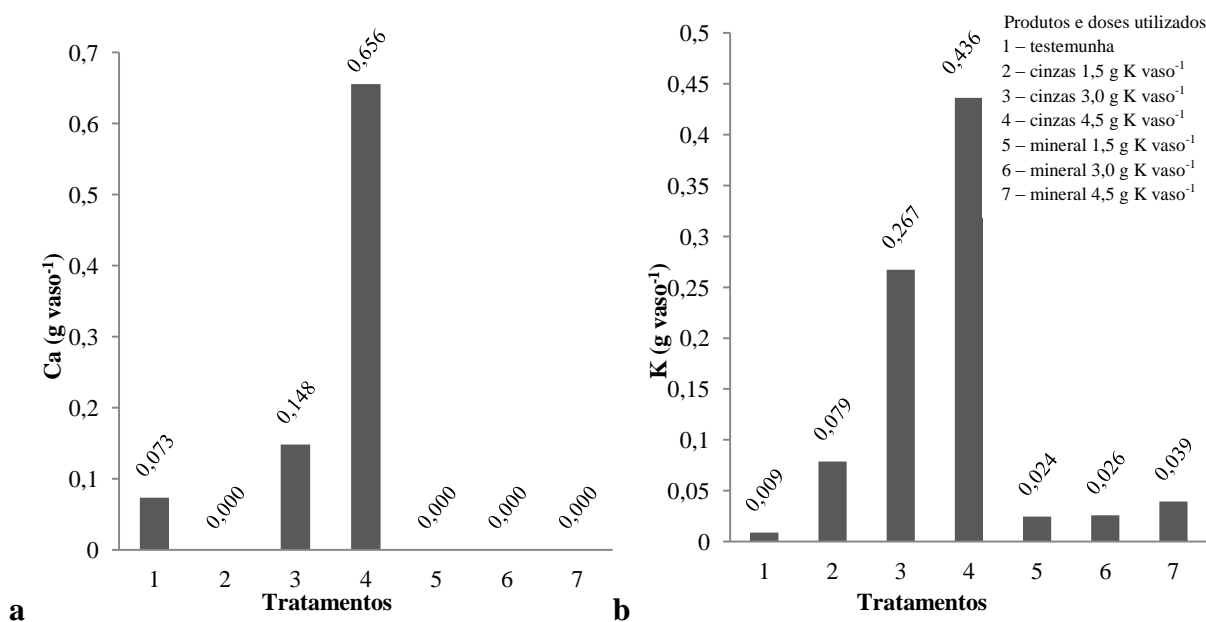 0,7
0,6
0,5
0,4
0,3
0,2
0,1
0
Ca (g vaso⁻¹)
0,073
0,000
0,148
0,656
0,000
0,000
0,000
1 2 3 4 5 6 7
Tratamentos
a
0,5
0,45
0,4
0,35
0,3
0,25
0,2
0,15
0,1
0,05
0
K (g vaso⁻¹)
0,009
0,079
0,267
0,436
0,024
0,026
0,039
1 2 3 4 5 6 7
Tratamentos
b
Produtos e doses utilizados
1 – testemunha
2 – cinzas 1,5 g K vaso⁻¹
3 – cinzas 3,0 g K vaso⁻¹
4 – cinzas 4,5 g K vaso⁻¹
5 – mineral 1,5 g K vaso⁻¹
6 – mineral 3,0 g K vaso⁻¹
7 – mineral 4,5 g K vaso⁻¹